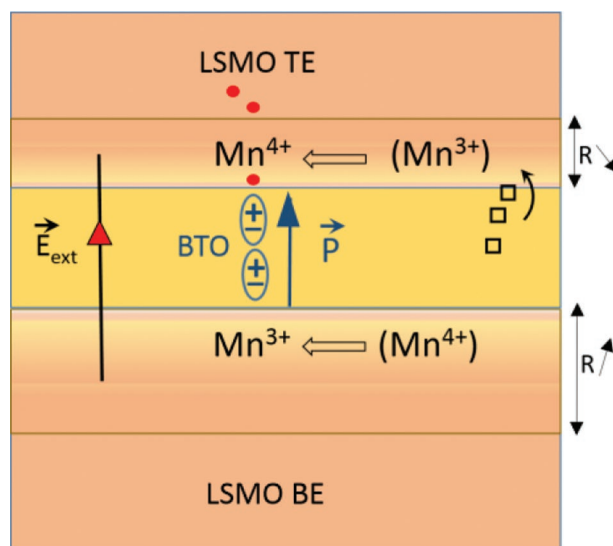 LSMO TE
Mn⁴⁺ (Mn³⁺)
R
E⃗ext
BTO
P⃗
Mn³⁺ (Mn⁴⁺)
R
LSMO BE